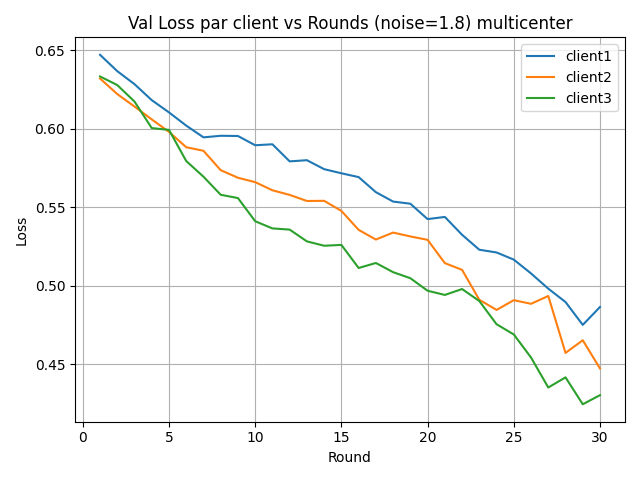 Val Loss par client vs Rounds (noise=1.8) multicenter
client1
client2
client3
0.65
0.60
0.55
0.50
0.45
Loss
0 5 10 15 20 25 30
Round